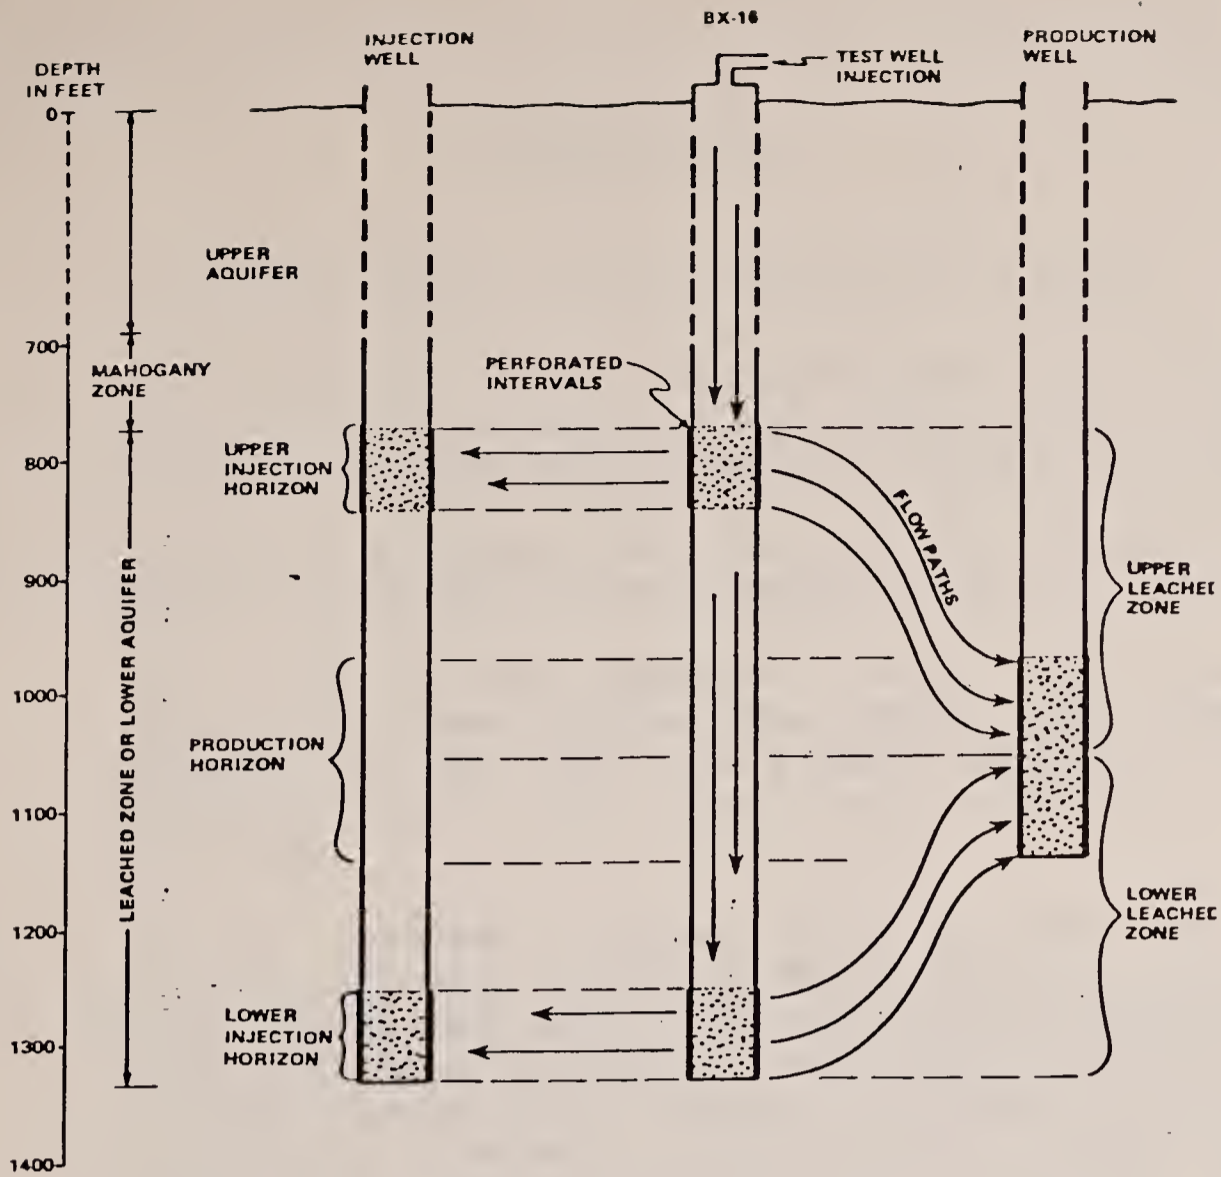 BX-16
INJECTION
WELL
PRODUCTION
WELL
TEST WELL
INJECTION
DEPTH
IN FEET
0
UPPER
AQUIFER
700
MAHOGANY
ZONE
PERFORATED
INTERVALS
UPPER
INJECTION
HORIZON
800
FLOW PATHS
900
UPPER
LEACHED
ZONE
LEACHED ZONE OR LOWER AQUIFER
1000
PRODUCTION
HORIZON
1100
1200
LOWER
LEACHED
ZONE
LOWER
INJECTION
HORIZON
1300
1400